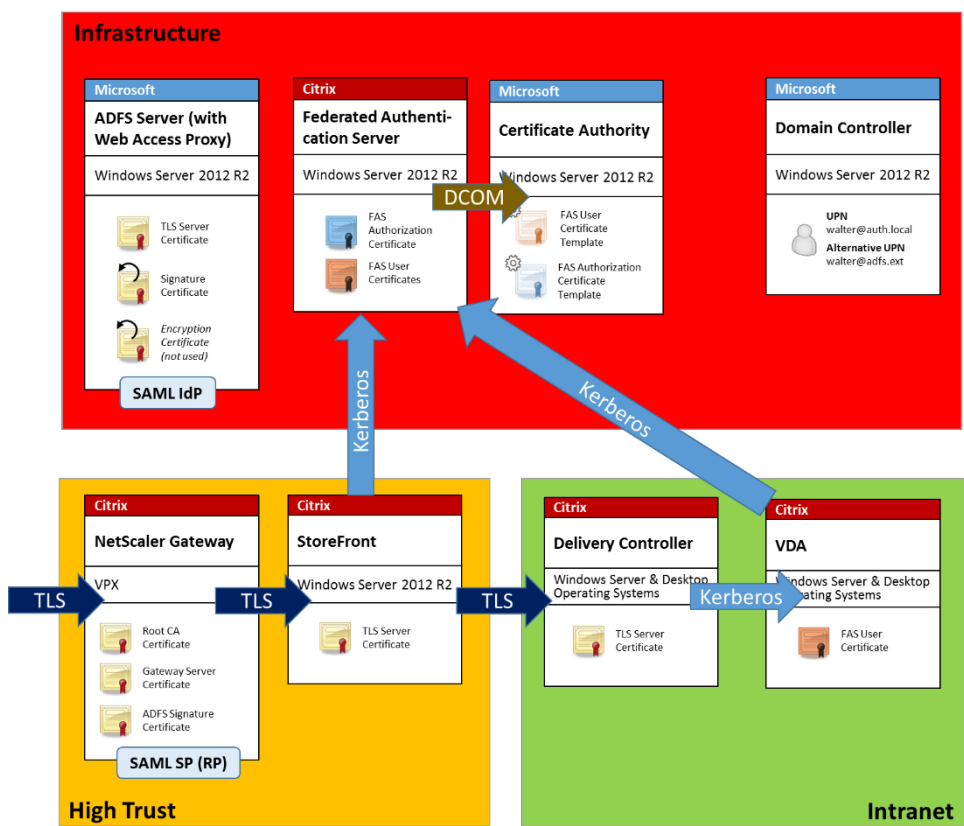 Infrastructure
Microsoft
ADFS Server (with
Web Access Proxy)
Windows Server 2012 R2
TLS Server
Certificate
Signature
Certificate
Encryption
Certificate
(not used)
SAML IdP
Citrix
Federated Authenti-
cation Server
Windows Server 2012 R2
FAS
Authorization
Certificate
FAS User
Certificates
DCOM
Microsoft
Certificate Authority
Windows Server 2012 R2
FAS User
Certificate
Template
FAS Authorization
Certificate
Template
Microsoft
Domain Controller
Windows Server 2012 R2
UPN
walter@auth.local
Alternative UPN
walter@adfs.ext
Kerberos
Kerberos
Citrix
NetScaler Gateway
VPX
TLS
Root CA
Certificate
Gateway Server
Certificate
ADFS Signature
Certificate
SAML SP (RP)
TLS
Citrix
StoreFront
Windows Server 2012 R2
TLS Server
Certificate
TLS
High Trust
Citrix
Delivery Controller
Windows Server & Desktop
Operating Systems
TLS Server
Certificate
Kerberos
Citrix
VDA
Windows Server & Desktop
Operating Systems
FAS User
Certificate
Intranet